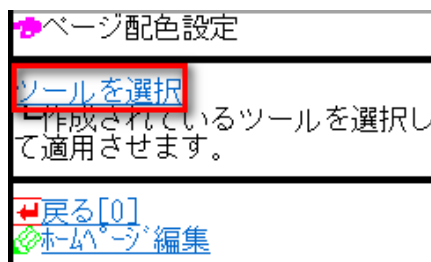 ページ配色設定
ツールを選択
┗作成されているツールを選択し
て適用させます。
戻る[0]
ﾎｰﾑﾍﾟｰｼﾞ編集